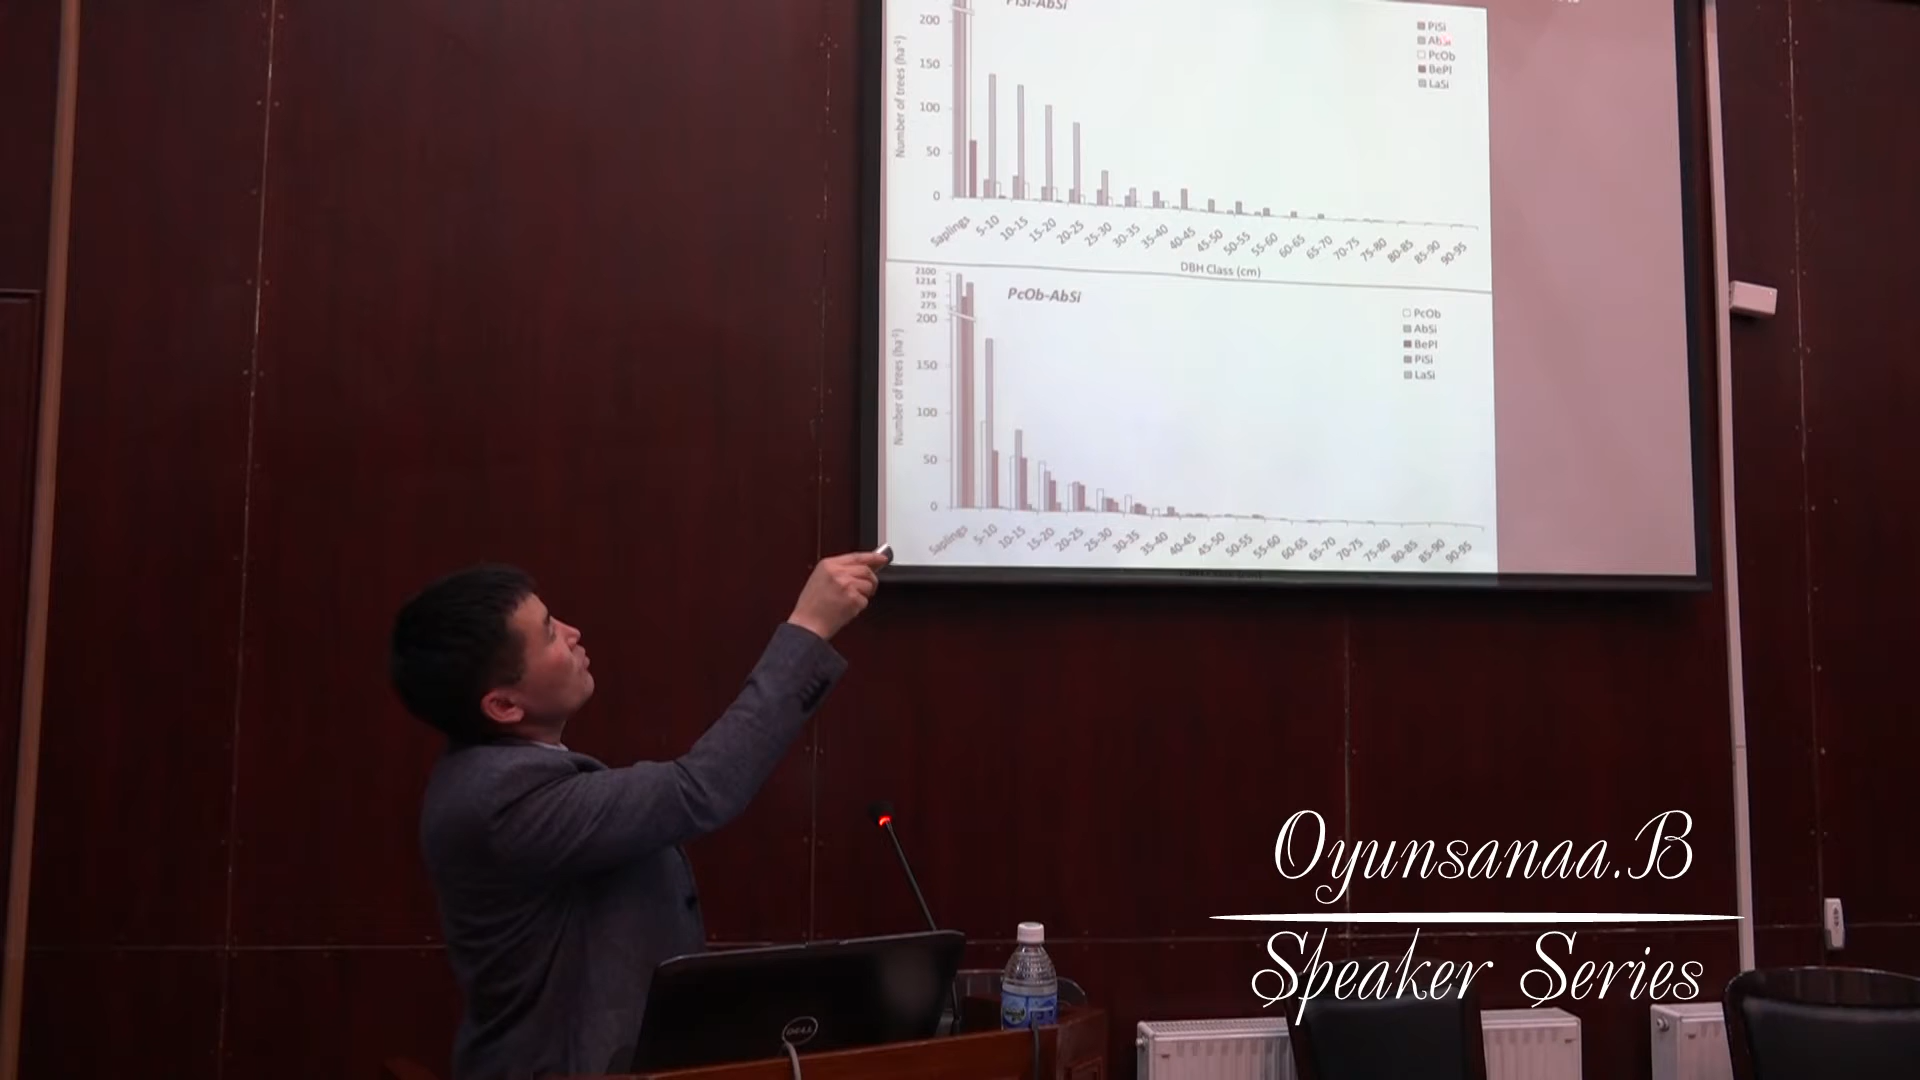 PiSi-AbSi
200
150
100
50
0
Number of trees (ha⁻¹)
PiSi
AbSi
PcOb
BePl
LaSi
Saplings
5-10
10-15
15-20
20-25
25-30
30-35
35-40
40-45
45-50
50-55
55-60
60-65
65-70
70-75
75-80
80-85
85-90
90-95
DBH Class (cm)
PcOb-AbSi
2100
1214
379
275
200
150
100
50
0
Number of trees (ha⁻¹)
PcOb
AbSi
BePl
PiSi
LaSi
Saplings
5-10
10-15
15-20
20-25
25-30
30-35
35-40
40-45
45-50
50-55
55-60
60-65
65-70
70-75
75-80
80-85
85-90
90-95
Oyunsanaa.B
Speaker Series
DELL